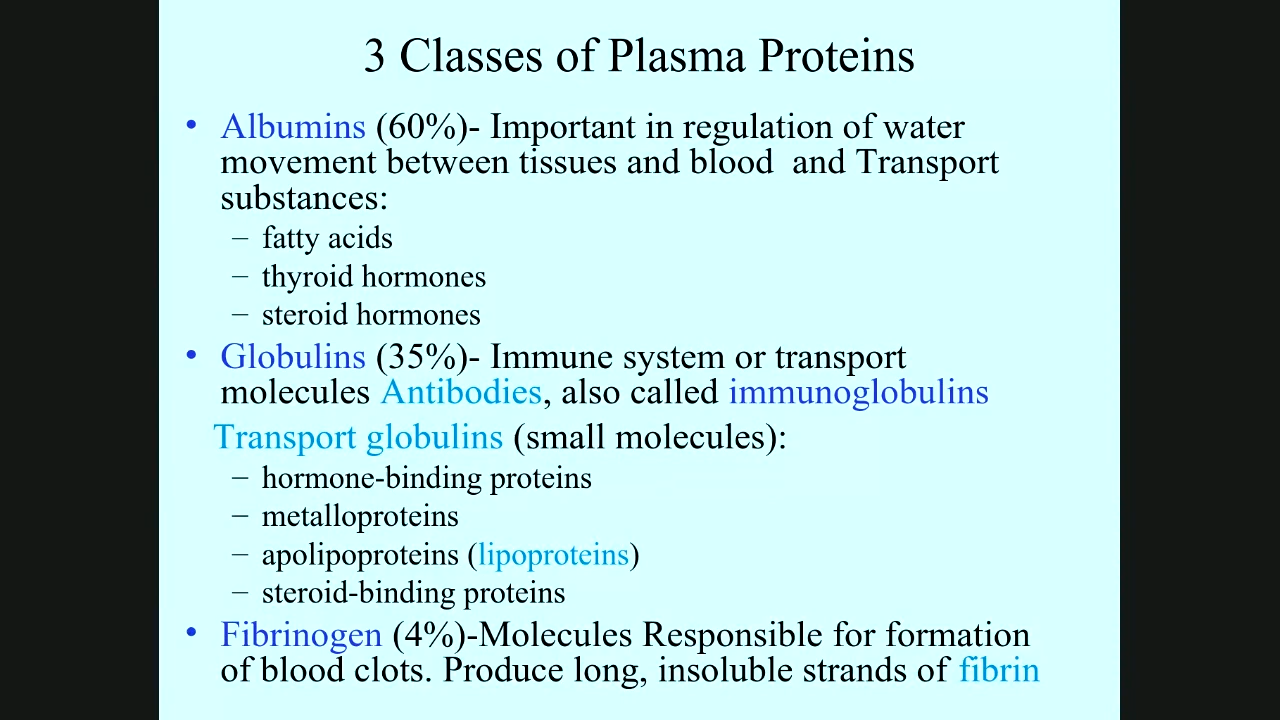 3 Classes of Plasma Proteins
• Albumins (60%)- Important in regulation of water
movement between tissues and blood  and Transport
substances:
– fatty acids
– thyroid hormones
– steroid hormones
• Globulins (35%)- Immune system or transport
molecules Antibodies, also called immunoglobulins
Transport globulins (small molecules):
– hormone-binding proteins
– metalloproteins
– apolipoproteins (lipoproteins)
– steroid-binding proteins
• Fibrinogen (4%)-Molecules Responsible for formation
of blood clots. Produce long, insoluble strands of fibrin